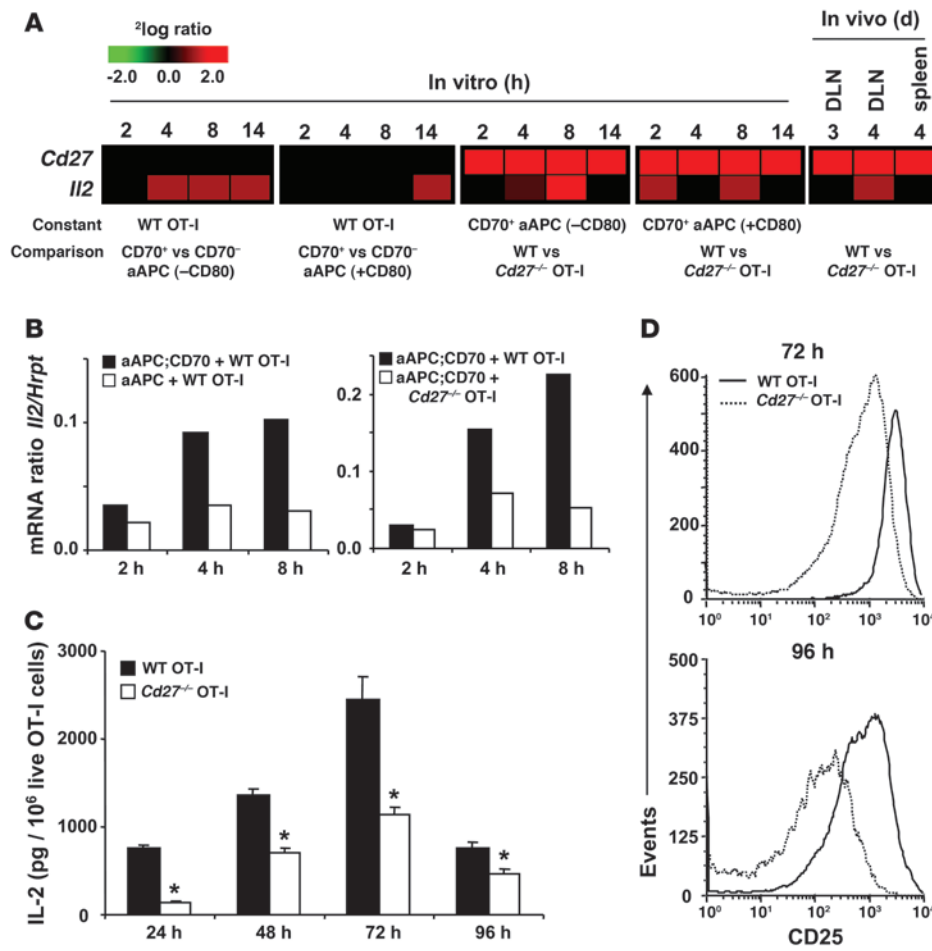 A
²log ratio
-2.0 0.0 2.0
In vitro (h)
In vivo (d)
DLN DLN spleen
2 4 8 14 2 4 8 14 2 4 8 14 2 4 8 14 3 4 4
Cd27
Il2
Constant WT OT-I WT OT-I CD70⁺ aAPC (–CD80) CD70⁺ aAPC (+CD80)
Comparison CD70⁺ vs CD70⁻ CD70⁺ vs CD70⁻ WT vs WT vs WT vs
aAPC (–CD80) aAPC (+CD80) Cd27⁻/⁻ OT-I Cd27⁻/⁻ OT-I Cd27⁻/⁻ OT-I
B
mRNA ratio Il2/Hrpt
aAPC;CD70 + WT OT-I
aAPC + WT OT-I
0.1
0.0
2 h 4 h 8 h
aAPC;CD70 + WT OT-I
aAPC;CD70 +
Cd27⁻/⁻ OT-I
0.2
0.1
0.0
2 h 4 h 8 h
C
IL-2 (pg / 10⁶ live OT-I cells)
WT OT-I
Cd27⁻/⁻ OT-I
3000
2000
1000
0
* * * *
24 h 48 h 72 h 96 h
D
72 h
WT OT-I
Cd27⁻/⁻ OT-I
600
400
200
0
10⁰ 10¹ 10² 10³ 10⁴
96 h
500
375
250
125
0
10⁰ 10¹ 10² 10³ 10⁴
Events
CD25